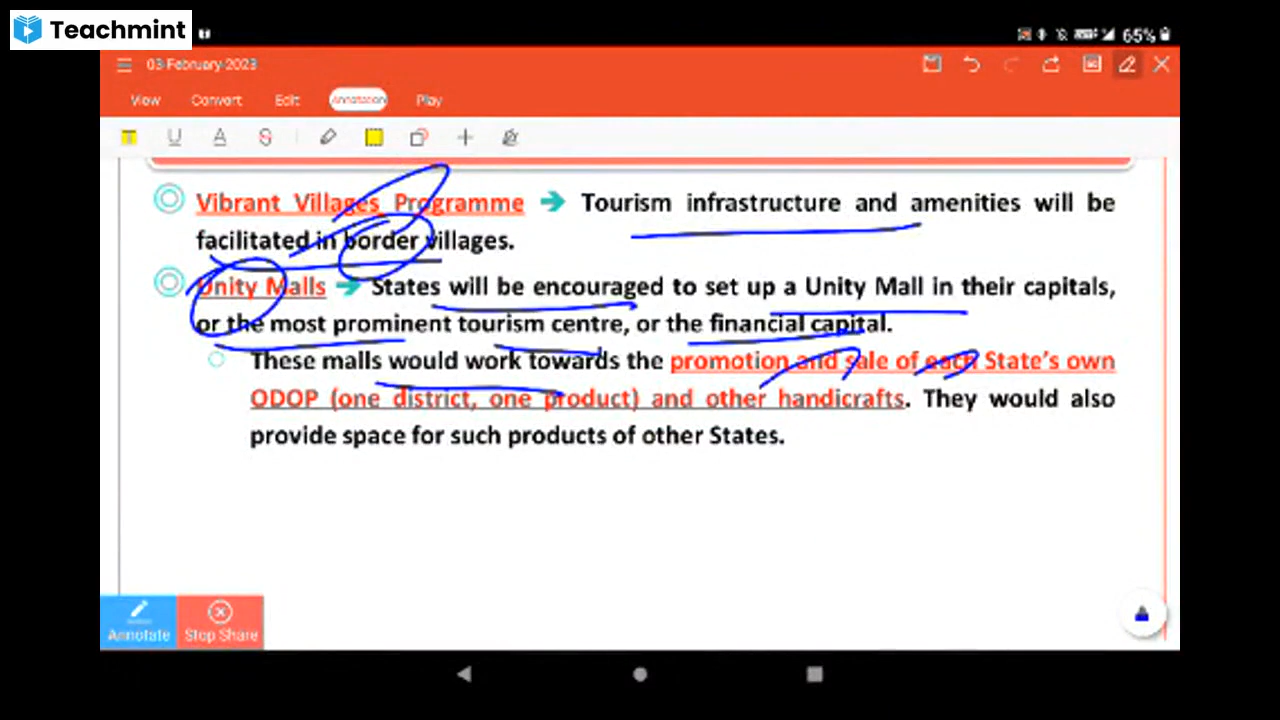 Teachmint
65%
03-February-2023
View Convert Edit Annotation Play
Vibrant Villages Programme → Tourism infrastructure and amenities will be
facilitated in border villages.
Unity Malls → States will be encouraged to set up a Unity Mall in their capitals,
or the most prominent tourism centre, or the financial capital.
These malls would work towards the promotion and sale of each State's own
ODOP (one district, one product) and other handicrafts. They would also
provide space for such products of other States.
Annotate Stop Share